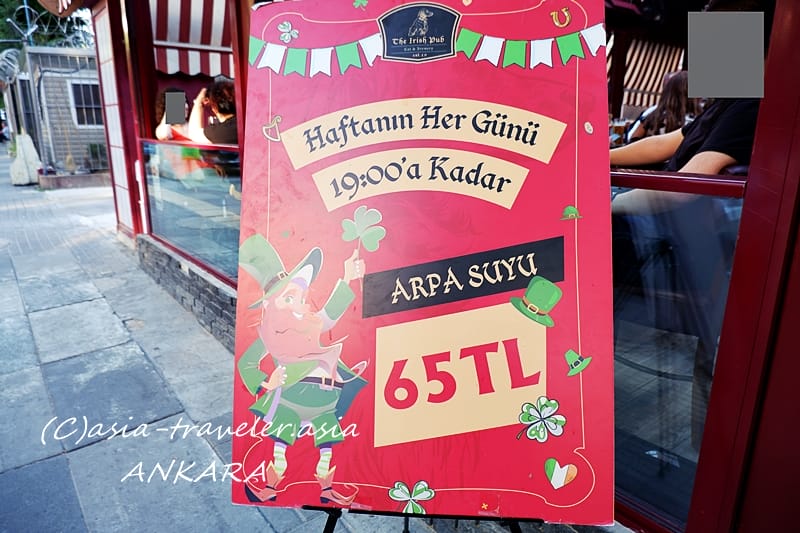 The Irish Pub
Haftanın Her Günü
19:00'a Kadar
ARPA SUYU
65TL
(C)asia-traveler.asia
ANKARA